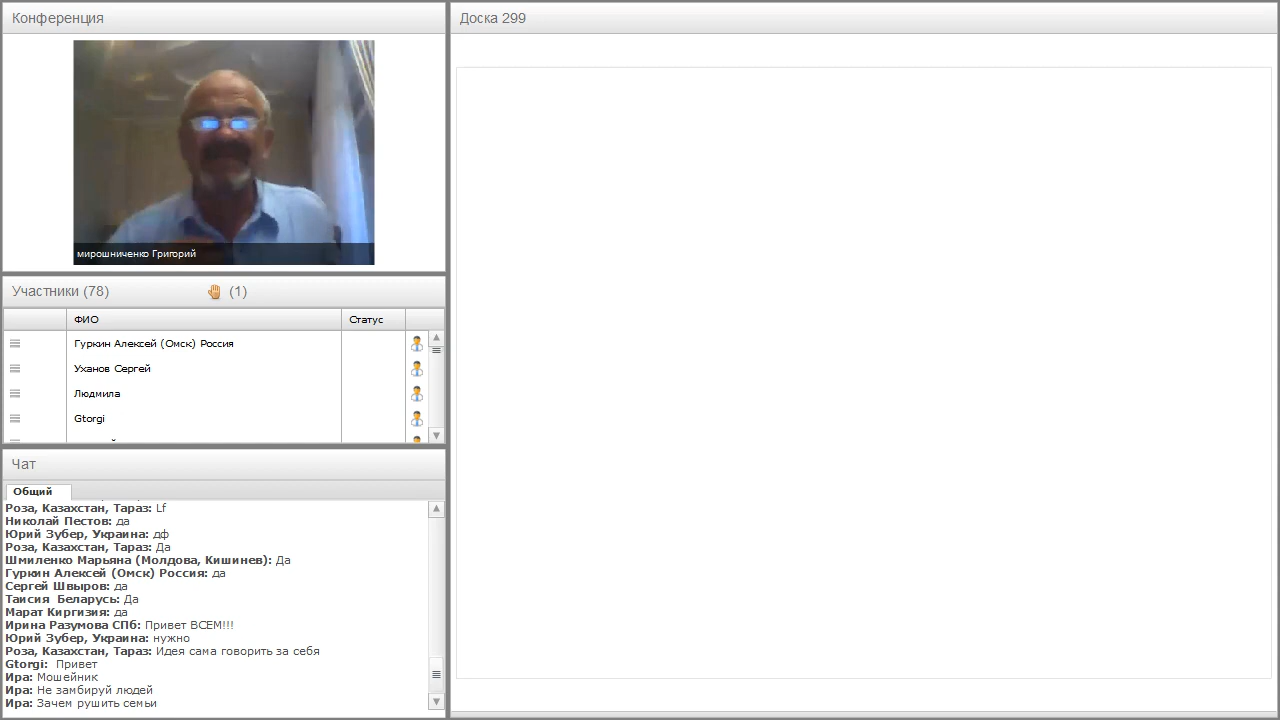 Конференция
мирошниченко Григорий
Участники (78) (1)
ФИО Статус
Гуркин Алексей (Омск) Россия
Уханов Сергей
Людмила
Gtorgi
Чат
Общий
Роза, Казахстан, Тараз: Lf
Николай Пестов: да
Юрий Зубер, Украина: дф
Роза, Казахстан, Тараз: Да
Шмиленко Марьяна (Молдова, Кишинев): Да
Гуркин Алексей (Омск) Россия: да
Сергей Швыров: да
Таисия Беларусь: Да
Марат Киргизия: да
Ирина Разумова СПб: Привет ВСЕМ!!!
Юрий Зубер, Украина: нужно
Роза, Казахстан, Тараз: Идея сама говорить за себя
Gtorgi: Привет
Ира: Мошейник
Ира: Не замбируй людей
Ира: Зачем рушить семьи
Доска 299